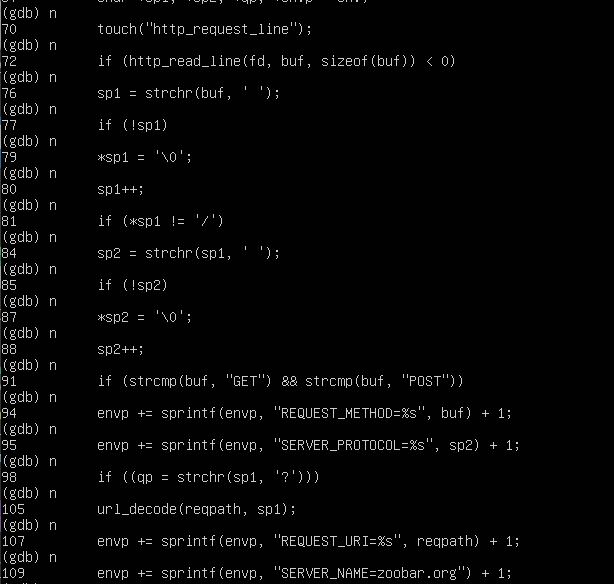 (gdb) n
70 touch("http_request_line");
(gdb) n
72 if (http_read_line(fd, buf, sizeof(buf)) < 0)
(gdb) n
76 sp1 = strchr(buf, ' ');
(gdb) n
77 if (!sp1)
(gdb) n
79 *sp1 = '\0';
(gdb) n
80 sp1++;
(gdb) n
81 if (*sp1 != '/')
(gdb) n
84 sp2 = strchr(sp1, ' ');
(gdb) n
85 if (!sp2)
(gdb) n
87 *sp2 = '\0';
(gdb) n
88 sp2++;
(gdb) n
91 if (strcmp(buf, "GET") && strcmp(buf, "POST"))
(gdb) n
94 envp += sprintf(envp, "REQUEST_METHOD=%s", buf) + 1;
(gdb) n
95 envp += sprintf(envp, "SERVER_PROTOCOL=%s", sp2) + 1;
(gdb) n
98 if ((qp = strchr(sp1, '?')))
(gdb) n
105 url_decode(reqpath, sp1);
(gdb) n
107 envp += sprintf(envp, "REQUEST_URI=%s", reqpath) + 1;
(gdb) n
109 envp += sprintf(envp, "SERVER_NAME=zoobar.org") + 1;